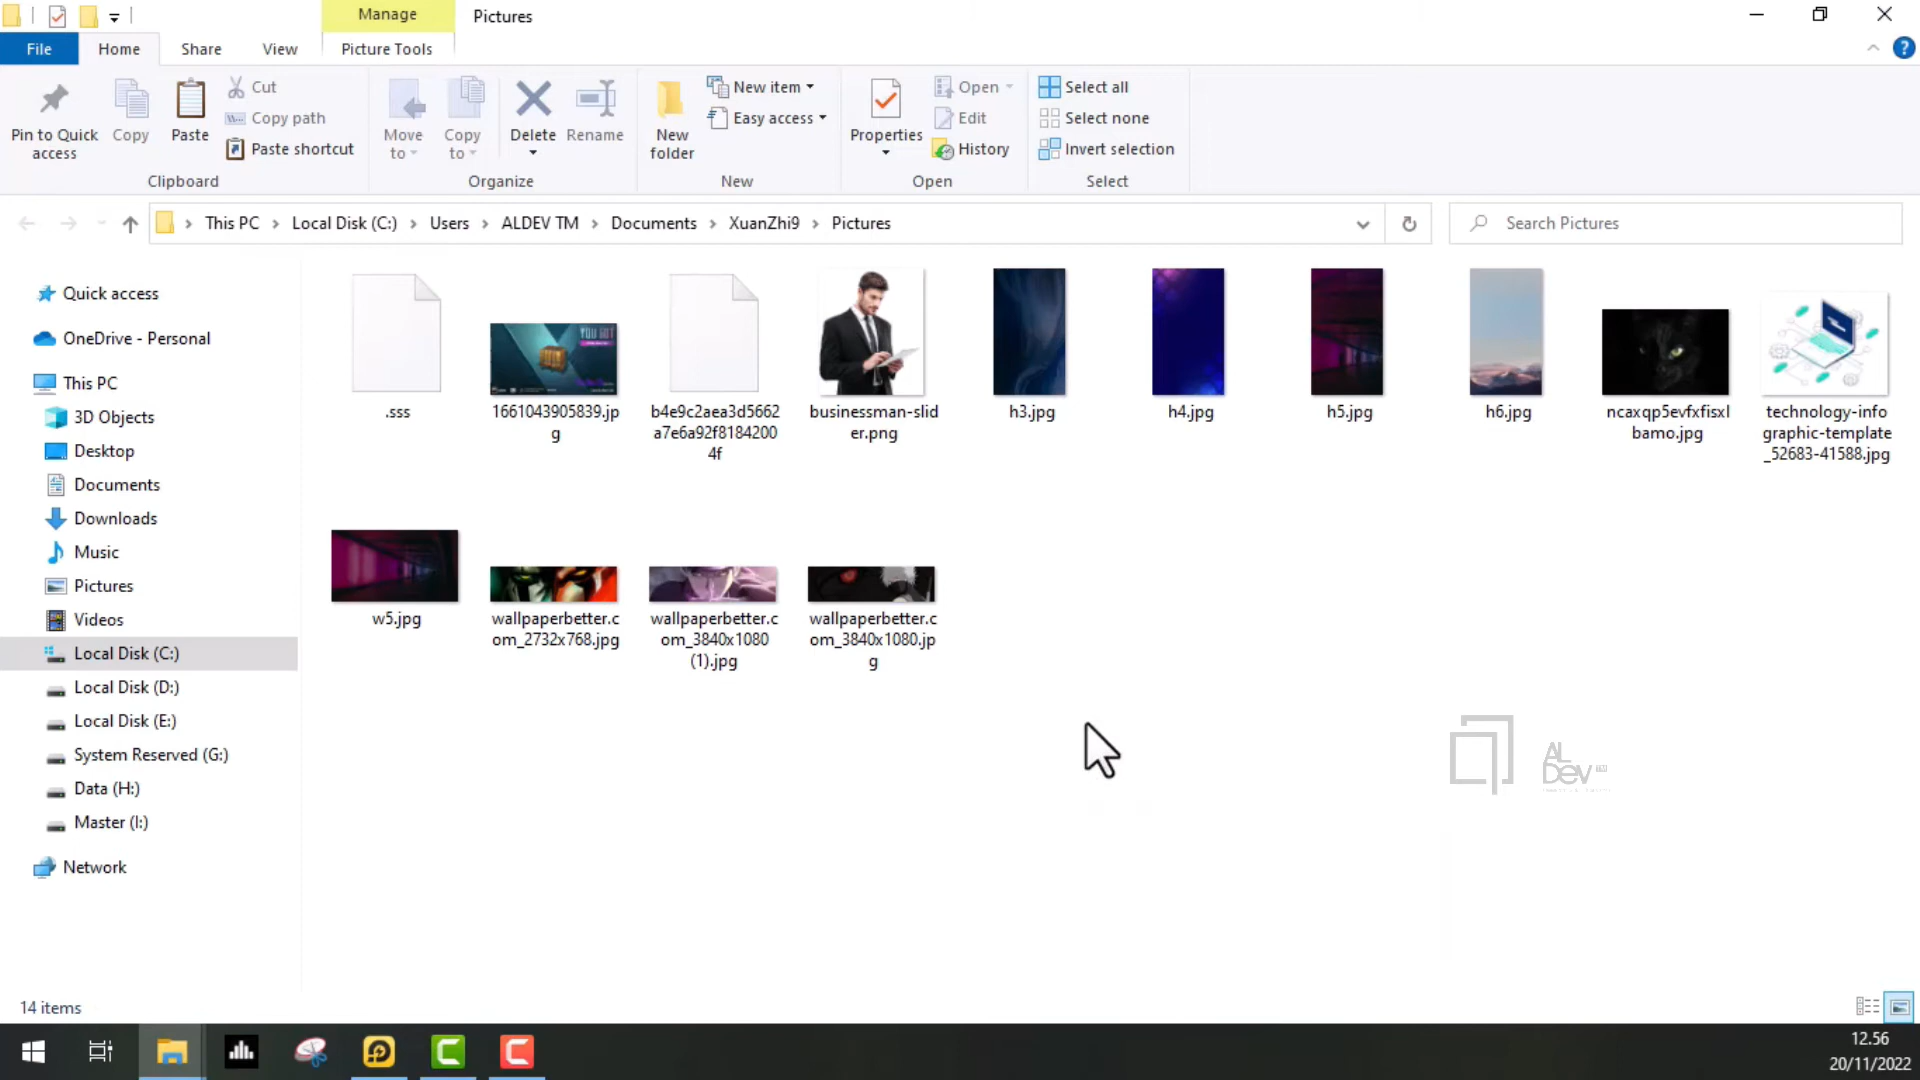 Manage
Pictures
File
Home
Share
View
Picture Tools
Pin to Quick access
Copy
Paste
Cut
Copy path
Paste shortcut
Clipboard
Move to
Copy to
Delete
Rename
Organize
New folder
New item
Easy access
New
Properties
Open
Edit
History
Open
Select all
Select none
Invert selection
Select
This PC
Local Disk (C:)
Users
ALDEV TM
Documents
XuanZhi9
Pictures
Search Pictures
Quick access
OneDrive - Personal
This PC
3D Objects
Desktop
Documents
Downloads
Music
Pictures
Videos
Local Disk (C:)
Local Disk (D:)
Local Disk (E:)
System Reserved (G:)
Data (H:)
Master (I:)
Network
YOU GOT
.sss
1661043905839.jp
g
b4e9c2aea3d5662
a7e6a92f8184200
4f
businessman-slid
er.png
h3.jpg
h4.jpg
h5.jpg
h6.jpg
ncaxqp5evfxfisxl
bamo.jpg
technology-info
graphic-template
_52683-41588.jpg
w5.jpg
wallpaperbetter.c
om_2732x768.jpg
wallpaperbetter.c
om_3840x1080
(1).jpg
wallpaperbetter.c
om_3840x1080.jp
g
AL
DEV
14 items
12.56
20/11/2022